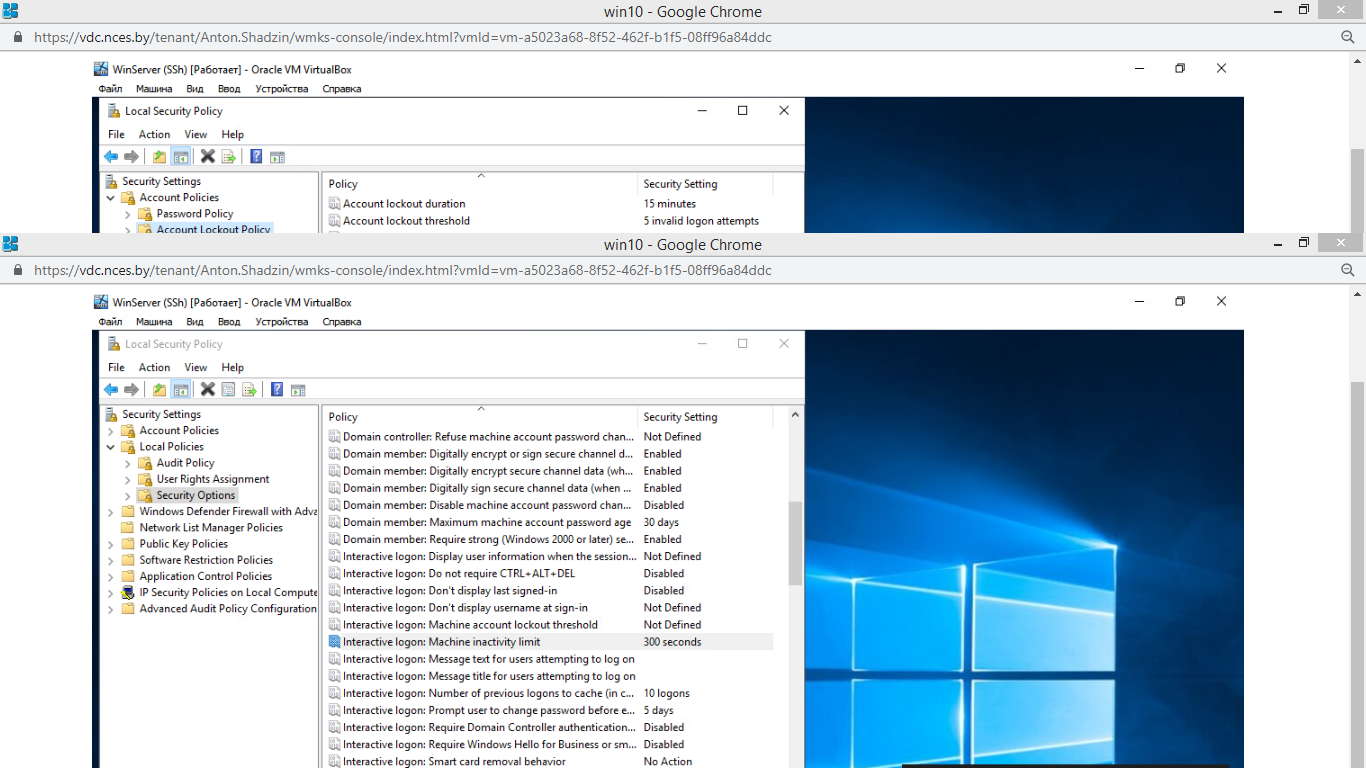 win10 - Google Chrome
https://vdc.nces.by/tenant/Anton.Shadzin/wmks-console/index.html?vmId=vm-a5023a68-8f52-462f-b1f5-08ff96a84ddc
WinServer (SSh) [Работает] - Oracle VM VirtualBox
Файл Машина Вид Ввод Устройства Справка
Local Security Policy
File Action View Help
Security Settings
Account Policies
Password Policy
Account Lockout Policy
Policy Security Setting
Account lockout duration 15 minutes
Account lockout threshold 5 invalid logon attempts
win10 - Google Chrome
https://vdc.nces.by/tenant/Anton.Shadzin/wmks-console/index.html?vmId=vm-a5023a68-8f52-462f-b1f5-08ff96a84ddc
WinServer (SSh) [Работает] - Oracle VM VirtualBox
Файл Машина Вид Ввод Устройства Справка
Local Security Policy
File Action View Help
Security Settings
Account Policies
Local Policies
Audit Policy
User Rights Assignment
Security Options
Windows Defender Firewall with Adva
Network List Manager Policies
Public Key Policies
Software Restriction Policies
Application Control Policies
IP Security Policies on Local Compute
Advanced Audit Policy Configuration
Policy Security Setting
Domain controller: Refuse machine account password chan... Not Defined
Domain member: Digitally encrypt or sign secure channel d... Enabled
Domain member: Digitally encrypt secure channel data (wh... Enabled
Domain member: Digitally sign secure channel data (when ... Enabled
Domain member: Disable machine account password chan... Disabled
Domain member: Maximum machine account password age 30 days
Domain member: Require strong (Windows 2000 or later) se... Enabled
Interactive logon: Display user information when the session... Not Defined
Interactive logon: Do not require CTRL+ALT+DEL Disabled
Interactive logon: Don't display last signed-in Disabled
Interactive logon: Don't display username at sign-in Not Defined
Interactive logon: Machine account lockout threshold Not Defined
Interactive logon: Machine inactivity limit 300 seconds
Interactive logon: Message text for users attempting to log on
Interactive logon: Message title for users attempting to log on
Interactive logon: Number of previous logons to cache (in c... 10 logons
Interactive logon: Prompt user to change password before e... 5 days
Interactive logon: Require Domain Controller authentication... Disabled
Interactive logon: Require Windows Hello for Business or sm... Disabled
Interactive logon: Smart card removal behavior No Action